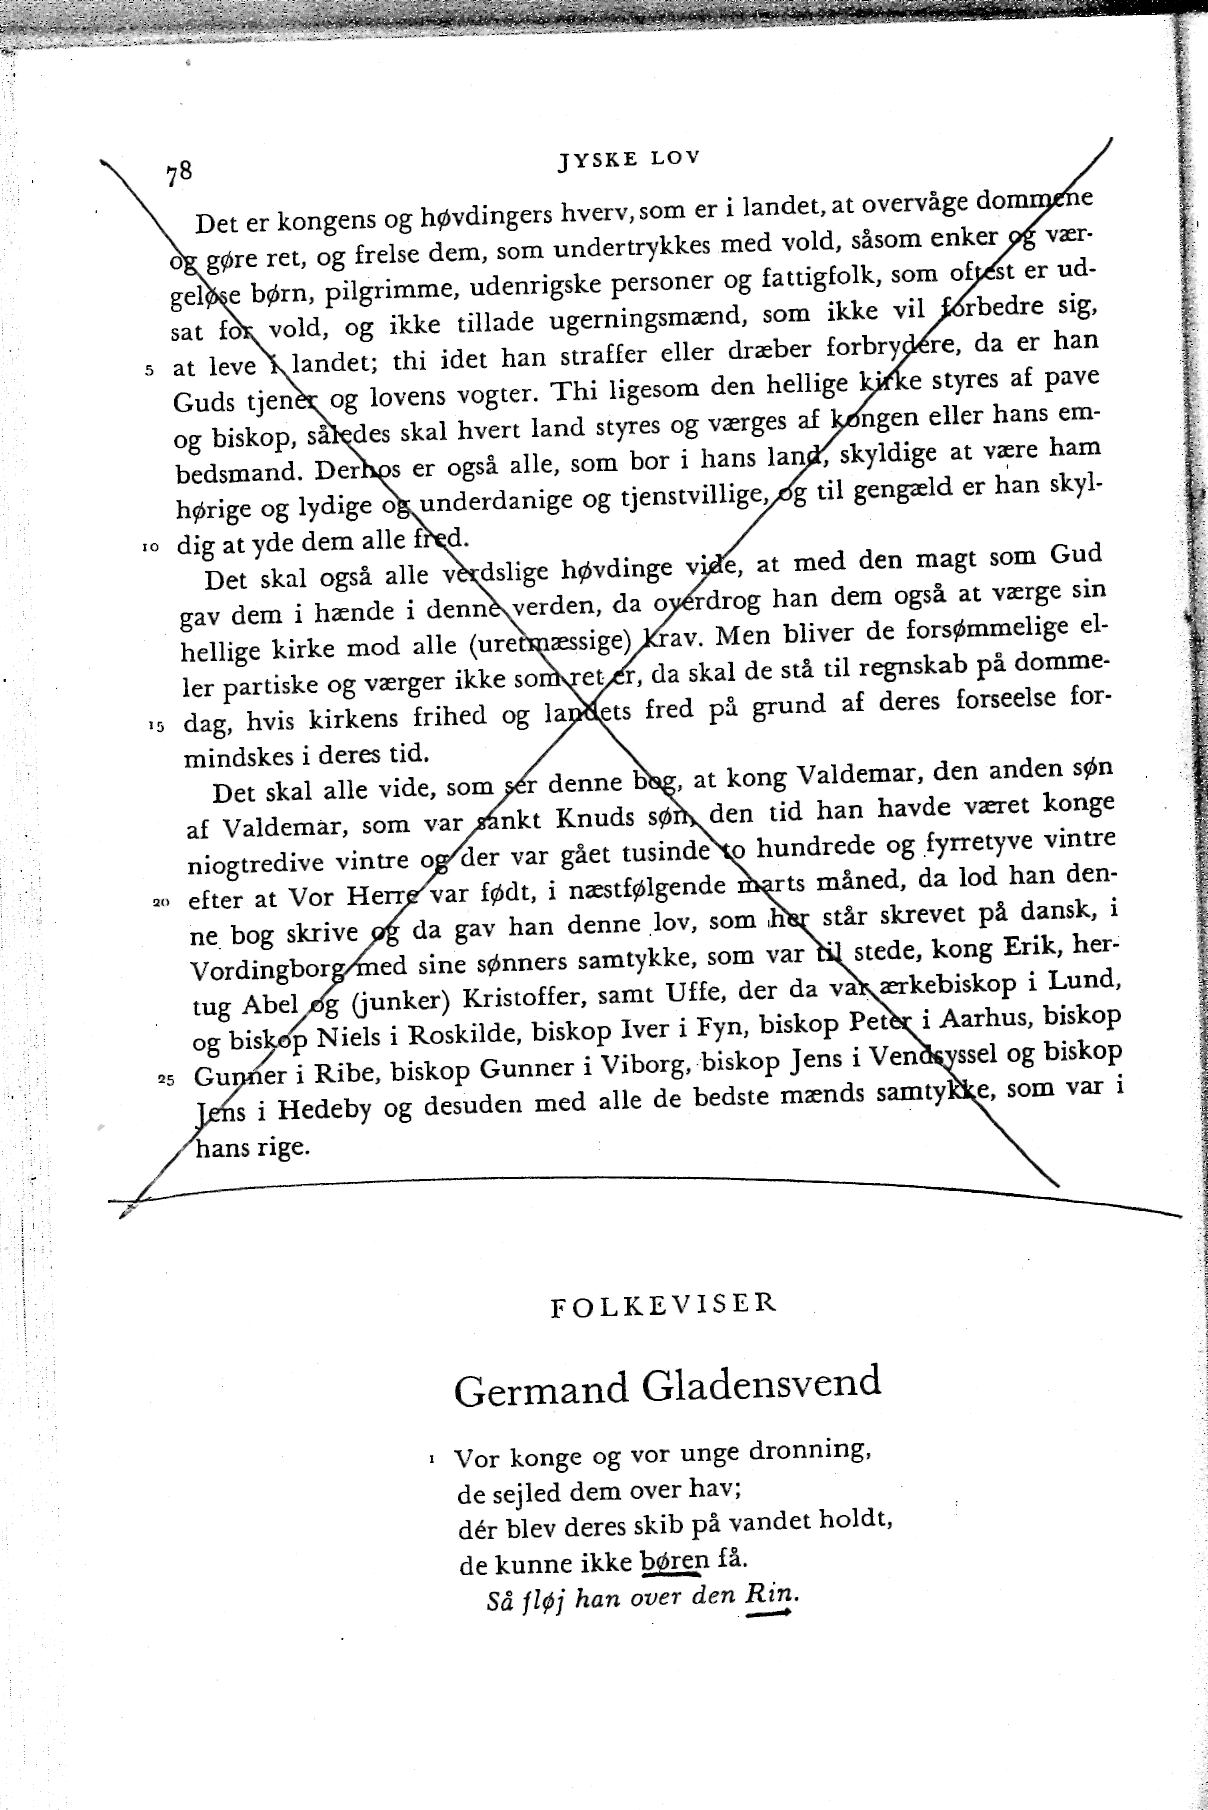 78
JYSKE LOV
Det er kongens og høvdingers hverv, som er i landet, at overvåge dommene
og gøre ret, og frelse dem, som undertrykkes med vold, såsom enker og vær-
geløse børn, pilgrimme, udenrigske personer og fattigfolk, som oftest er ud-
sat for vold, og ikke tillade ugerningsmænd, som ikke vil forbedre sig,
5 at leve i landet; thi idet han straffer eller dræber forbrydere, da er han
Guds tjener og lovens vogter. Thi ligesom den hellige kirke styres af pave
og biskop, således skal hvert land styres og værges af kongen eller hans em-
bedsmand. Derhos er også alle, som bor i hans land, skyldige at være ham
hørige og lydige og underdanige og tjenstvillige, og til gengæld er han skyl-
10 dig at yde dem alle fred.
Det skal også alle verdslige høvdinge vide, at med den magt som Gud
gav dem i hænde i denne verden, da overdrog han dem også at værge sin
hellige kirke mod alle (uretmæssige) krav. Men bliver de forsømmelige el-
ler partiske og værger ikke som ret er, da skal de stå til regnskab på domme-
15 dag, hvis kirkens frihed og landets fred på grund af deres forseelse for-
mindskes i deres tid.
Det skal alle vide, som ser denne bog, at kong Valdemar, den anden søn
af Valdemar, som var sankt Knuds søn, den tid han havde været konge
niogtredive vintre og der var gået tusinde to hundrede og fyrretyve vintre
20 efter at Vor Herre var født, i næstfølgende marts måned, da lod han den-
ne bog skrive og da gav han denne lov, som her står skrevet på dansk, i
Vordingborg med sine sønners samtykke, som var til stede, kong Erik, her-
tug Abel og (junker) Kristoffer, samt Uffe, der da var ærkebiskop i Lund,
og biskop Niels i Roskilde, biskop Iver i Fyn, biskop Peter i Aarhus, biskop
25 Gunner i Ribe, biskop Gunner i Viborg, biskop Jens i Vendsyssel og biskop
Jens i Hedeby og desuden med alle de bedste mænds samtykke, som var i
hans rige.
FOLKEVISER
Germand Gladensvend
1 Vor konge og vor unge dronning,
de sejled dem over hav;
dér blev deres skib på vandet holdt,
de kunne ikke børen få.
Så fløj han over den Rin.